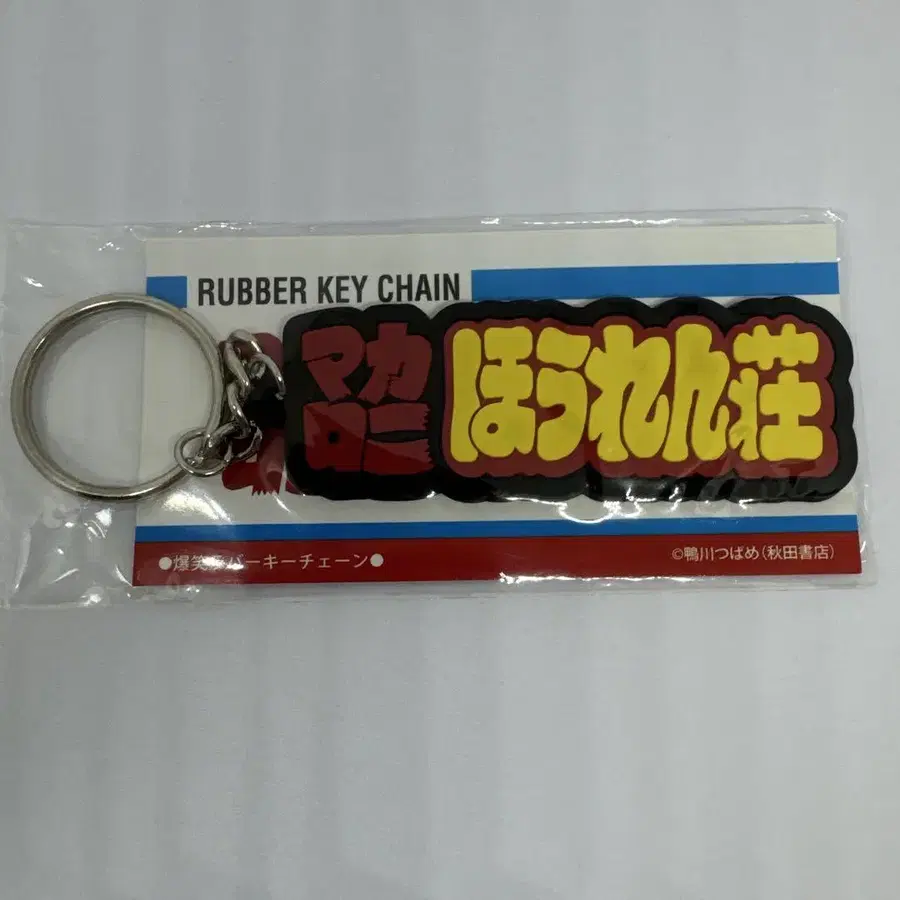 RUBBER KEY CHAIN
マカロニ
ほうれん荘
●爆笑ラバーキーチェーン●
©鴨川つばめ(秋田書店)